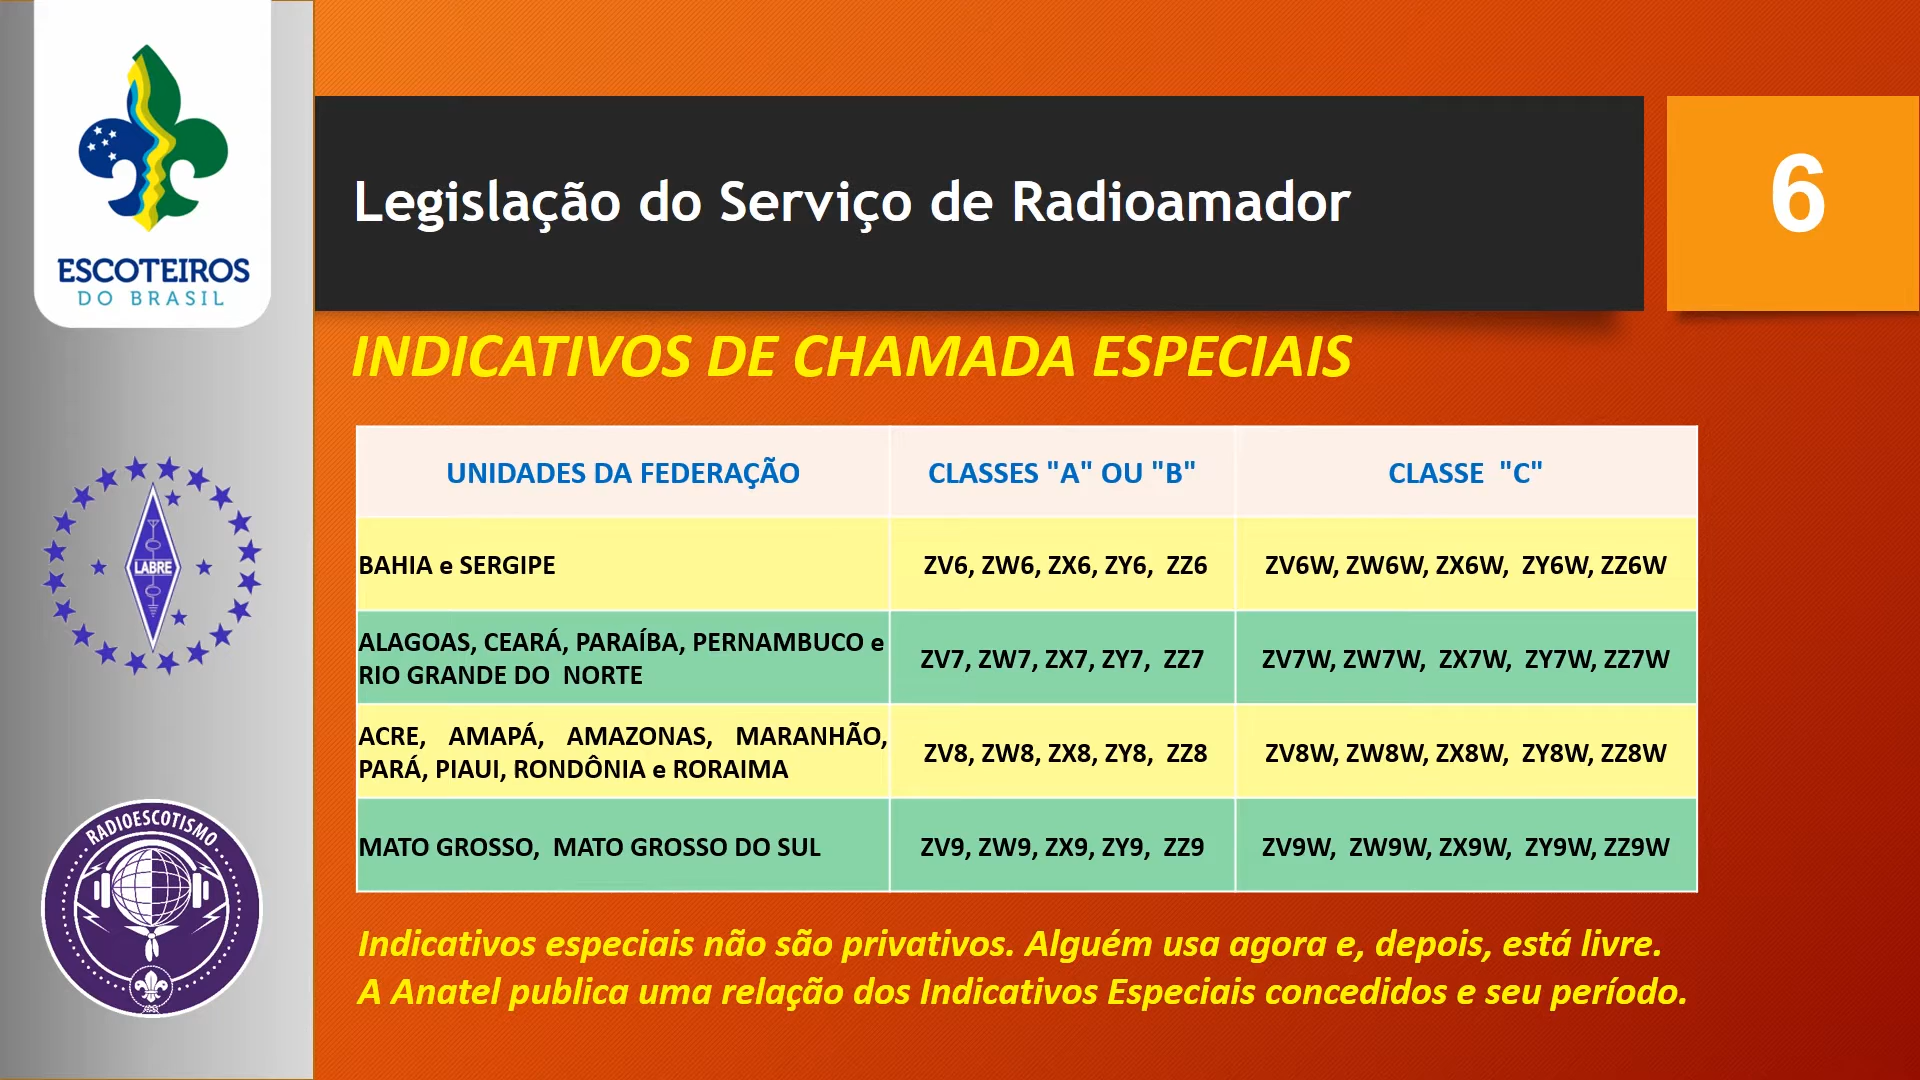 ESCOTEIROS
DO BRASIL
LABRE
RADIOESCOTISMO
Legislação do Serviço de Radioamador
6
INDICATIVOS DE CHAMADA ESPECIAIS
UNIDADES DA FEDERAÇÃO CLASSES "A" OU "B" CLASSE "C"
BAHIA e SERGIPE ZV6, ZW6, ZX6, ZY6, ZZ6 ZV6W, ZW6W, ZX6W, ZY6W, ZZ6W
ALAGOAS, CEARÁ, PARAÍBA, PERNAMBUCO e
RIO GRANDE DO NORTE
ZV7, ZW7, ZX7, ZY7, ZZ7 ZV7W, ZW7W, ZX7W, ZY7W, ZZ7W
ACRE, AMAPÁ, AMAZONAS, MARANHÃO,
PARÁ, PIAUI, RONDÔNIA e RORAIMA
ZV8, ZW8, ZX8, ZY8, ZZ8 ZV8W, ZW8W, ZX8W, ZY8W, ZZ8W
MATO GROSSO, MATO GROSSO DO SUL ZV9, ZW9, ZX9, ZY9, ZZ9 ZV9W, ZW9W, ZX9W, ZY9W, ZZ9W
Indicativos especiais não são privativos. Alguém usa agora e, depois, está livre.
A Anatel publica uma relação dos Indicativos Especiais concedidos e seu período.